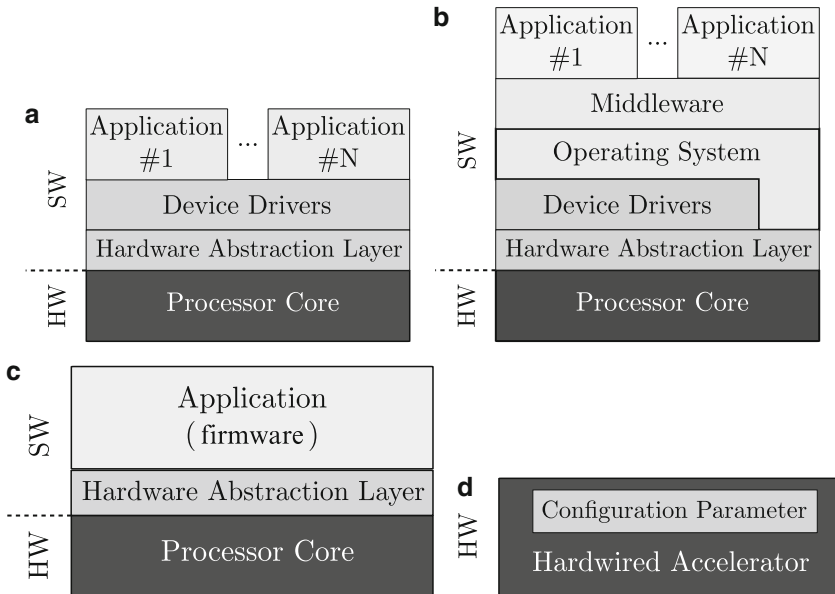 a
SW
HW
Application
#1
...
Application
#N
Device Drivers
Hardware Abstraction Layer
Processor Core
b
SW
HW
Application
#1
...
Application
#N
Middleware
Operating System
Device Drivers
Hardware Abstraction Layer
Processor Core
c
SW
HW
Application
(firmware)
Hardware Abstraction Layer
Processor Core
d
HW
Configuration Parameter
Hardwired Accelerator